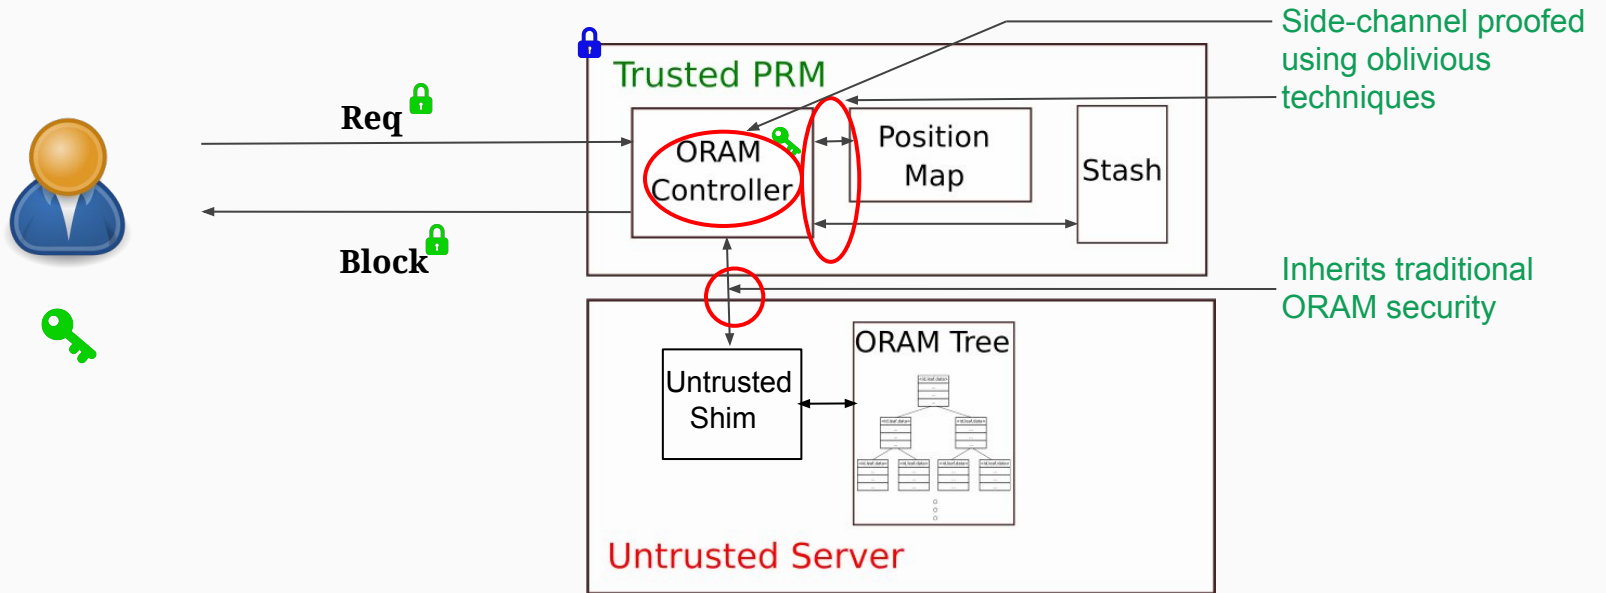 Side-channel proofed
using oblivious
techniques
Trusted PRM
Req
ORAM
Controller
Position
Map
Stash
Block
Inherits traditional
ORAM security
Untrusted
Shim
ORAM Tree
Untrusted Server